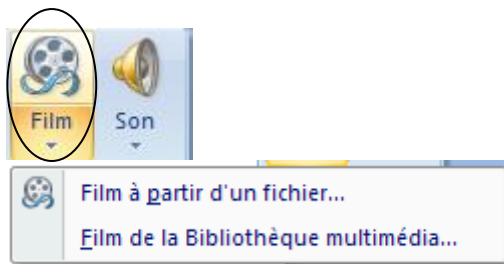 Film Son
Film à partir d'un fichier...
Film de la Bibliothèque multimédia...